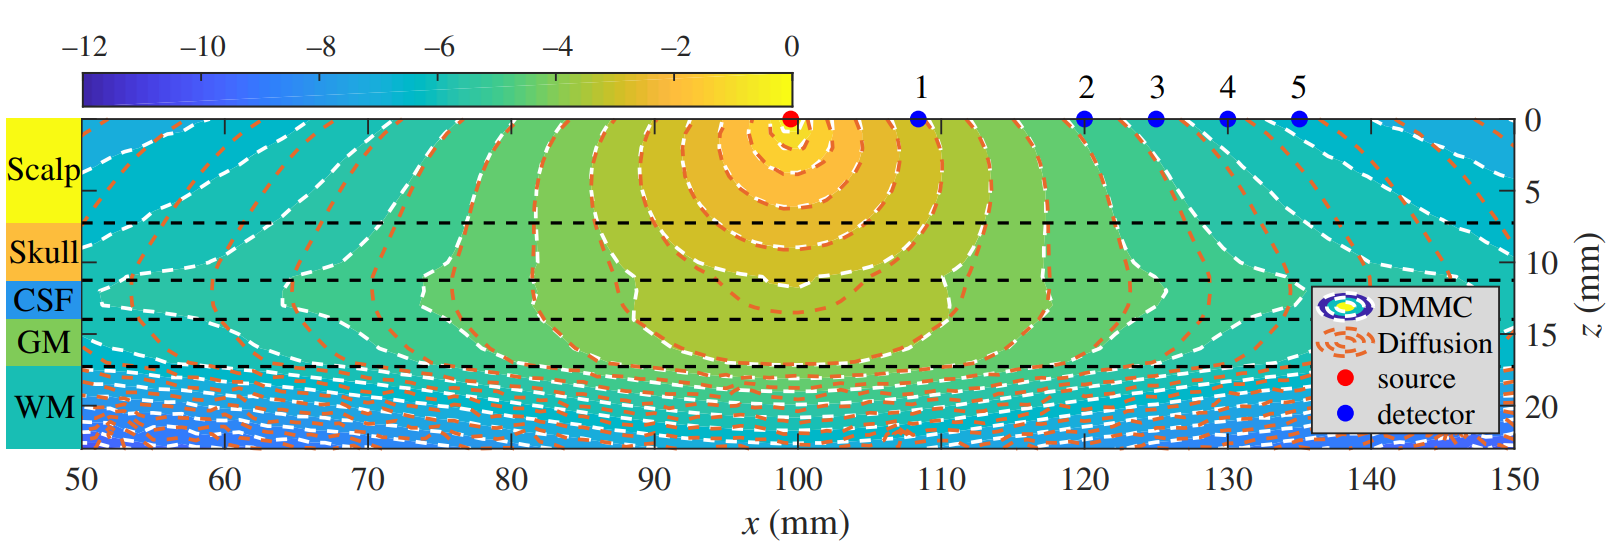 −12 −10 −8 −6 −4 −2 0
1 2 3 4 5
Scalp
Skull
CSF
GM
WM
0
5
10
15
20
z (mm)
DMMC
Diffusion
source
detector
50 60 70 80 90 100 110 120 130 140 150
x (mm)